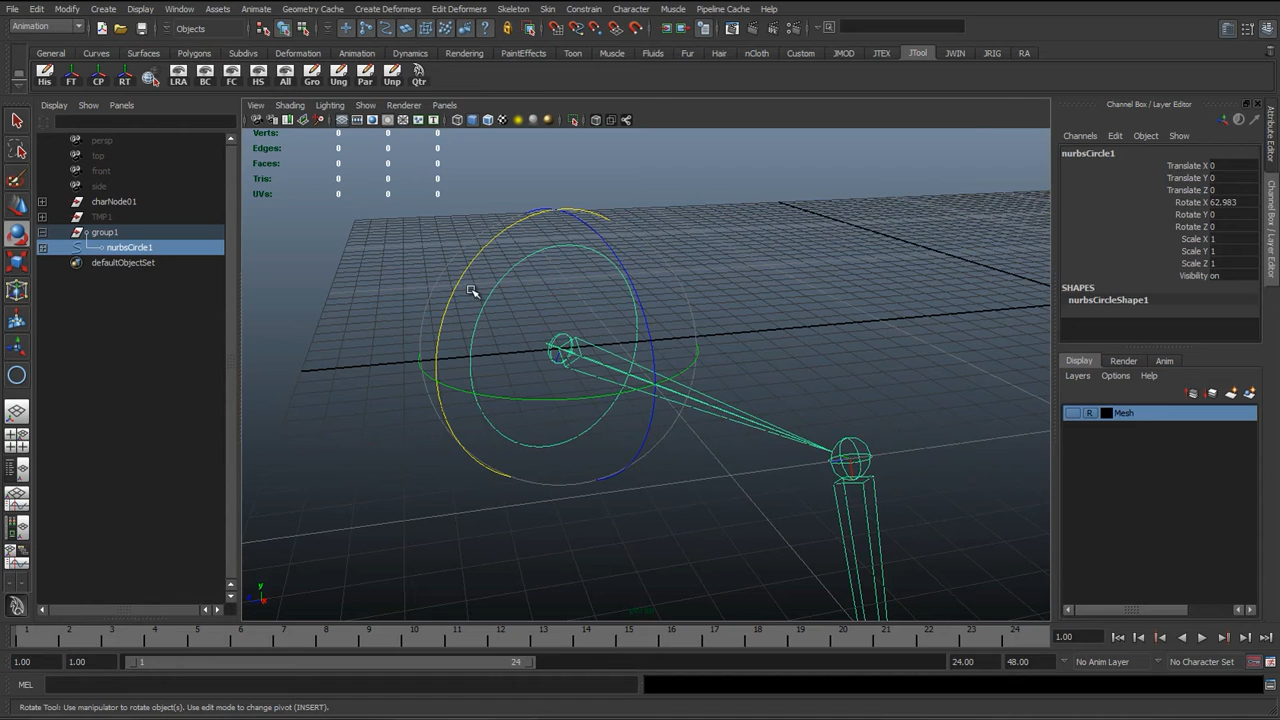 File Edit Modify Create Display Window Assets Animate Geometry Cache Create Deformers Edit Deformers Skeleton Skin Constrain Character Muscle Pipeline Cache Help
Animation Objects
General Curves Surfaces Polygons Subdivs Deformation Animation Dynamics Rendering PaintEffects Toon Muscle Fluids Fur Hair nCloth Custom JMOD JTEX JTool JWIN JRIG RA
His FT CP RT LRA BC FC HS All Gro Ung Par Unp Qtr
Display Show Panels
View Shading Lighting Show Renderer Panels
Channel Box / Layer Editor
Channels Edit Object Show
Attribute Editor
Channel Box / Layer Editor
persp
top
front
side
charNode01
TMP1
group1
nurbsCircle1
defaultObjectSet
Verts: 0 0 0
Edges: 0 0 0
Faces: 0 0 0
Tris: 0 0 0
UVs: 0 0 0
y
persp
nurbsCircle1
Translate X 0
Translate Y 0
Translate Z 0
Rotate X 62.983
Rotate Y 0
Rotate Z 0
Scale X 1
Scale Y 1
Scale Z 1
Visibility on
SHAPES
nurbsCircleShape1
Display Render Anim
Layers Options Help
R Mesh
1 2 3 4 5 6 7 8 9 10 11 12 13 14 15 16 17 18 19 20 21 22 23 24
1.00
1.00 1.00 1 24 24.00 48.00 No Anim Layer No Character Set
MEL
Rotate Tool: Use manipulator to rotate object(s). Use edit mode to change pivot (INSERT).